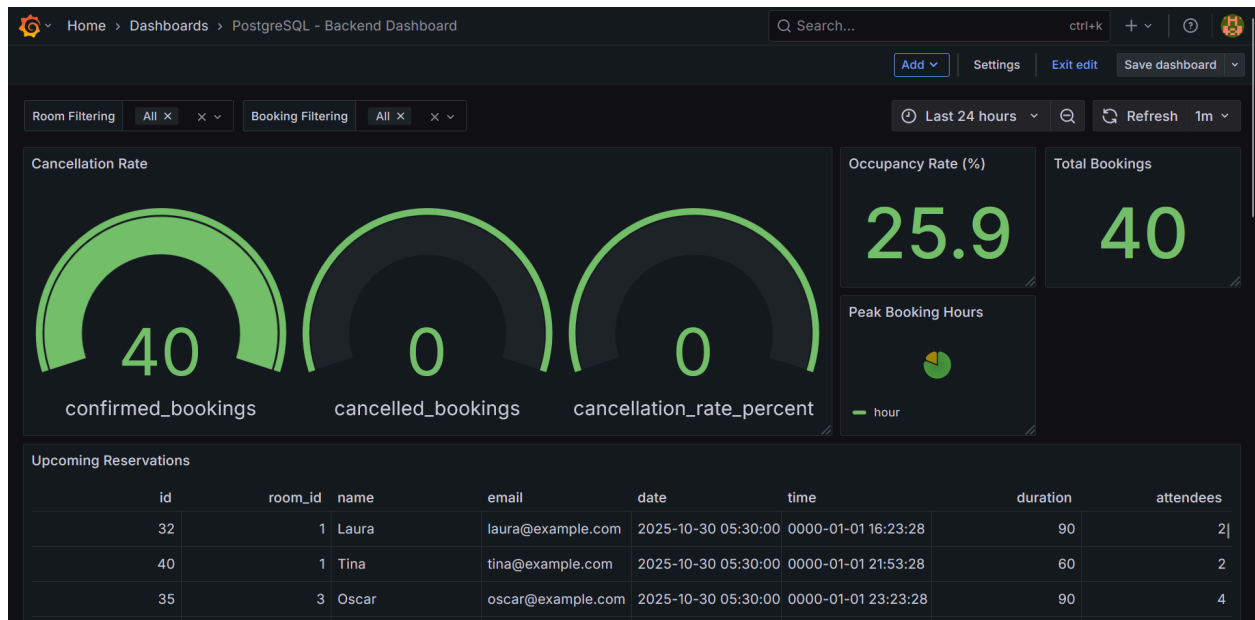 Home › Dashboards › PostgreSQL - Backend Dashboard Search... ctrl+k
Add Settings Exit edit Save dashboard
Room Filtering All Booking Filtering All Last 24 hours Refresh 1m
Cancellation Rate
40
confirmed_bookings
0
cancelled_bookings
0
cancellation_rate_percent
Occupancy Rate (%)
25.9
Total Bookings
40
Peak Booking Hours
hour
Upcoming Reservations
id room_id name email date time duration attendees
32 1 Laura laura@example.com 2025-10-30 05:30:00 0000-01-01 16:23:28 90 2
40 1 Tina tina@example.com 2025-10-30 05:30:00 0000-01-01 21:53:28 60 2
35 3 Oscar oscar@example.com 2025-10-30 05:30:00 0000-01-01 23:23:28 90 4